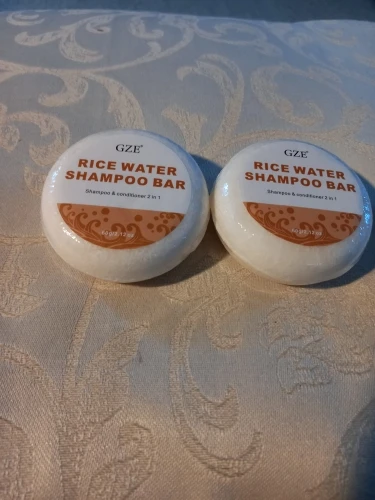 GZE®
RICE WATER
SHAMPOO BAR
Shampoo & conditioner 2 in 1
GZE®
RICE WATER
SHAMPOO BAR
Shampoo & conditioner 2 in 1